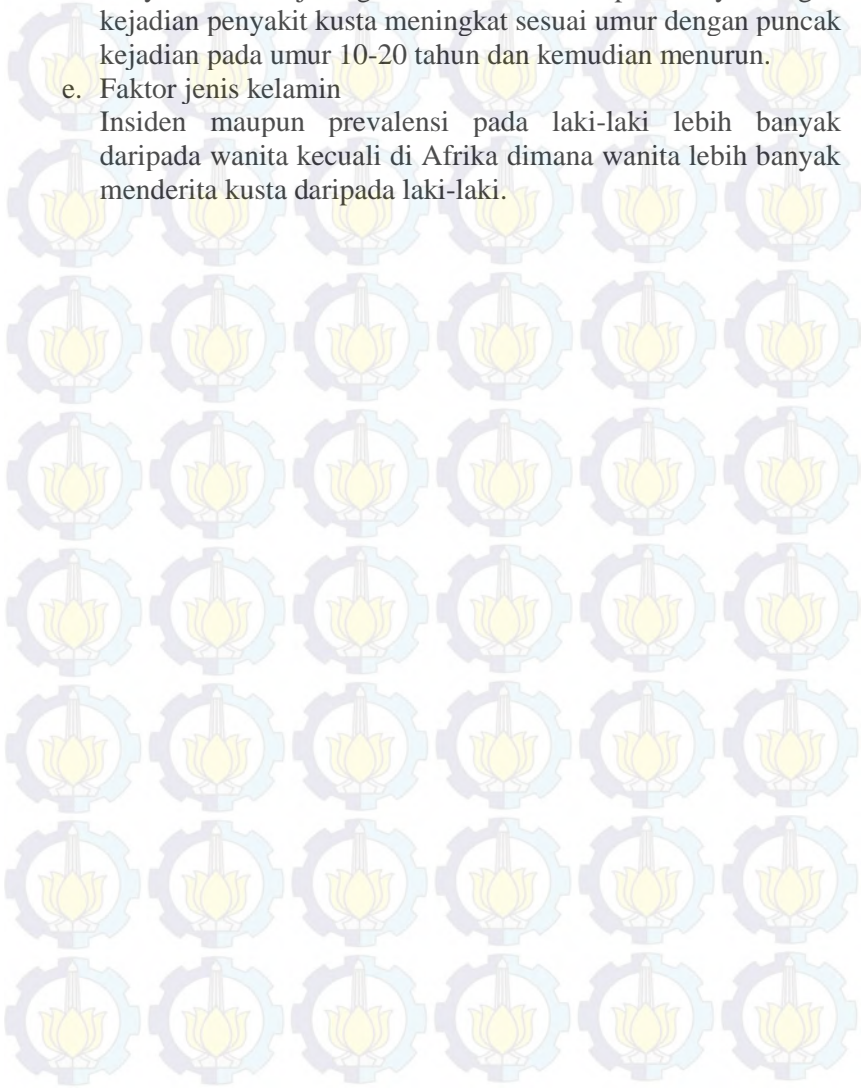 kejadian penyakit kusta meningkat sesuai umur dengan puncak
kejadian pada umur 10-20 tahun dan kemudian menurun.
e. Faktor jenis kelamin
Insiden maupun prevalensi pada laki-laki lebih banyak
daripada wanita kecuali di Afrika dimana wanita lebih banyak
menderita kusta daripada laki-laki.